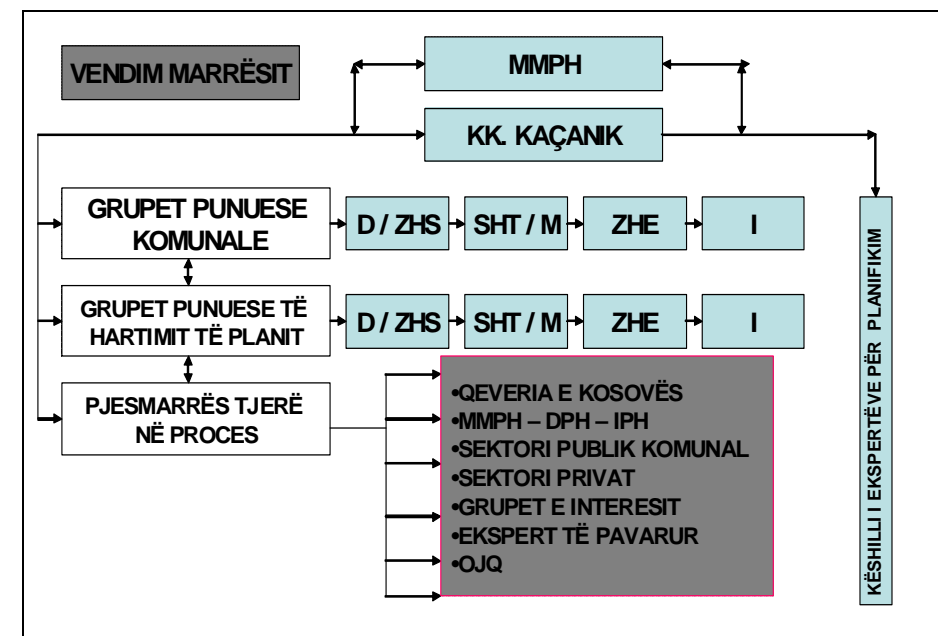 VENDIM MARRËSIT
MMPH
KK. KAÇANIK
GRUPET PUNUESE
KOMUNALE
D / ZHS
SHT / M
ZHE
I
GRUPET PUNUESE TË
HARTIMIT TË PLANIT
D / ZHS
SHT / M
ZHE
I
PJESMARRËS TJERË
NË PROCES
•QEVERIA E KOSOVËS
•MMPH – DPH – IPH
•SEKTORI PUBLIK KOMUNAL
•SEKTORI PRIVAT
•GRUPET E INTERESIT
•EKSPERT TË PAVARUR
•OJQ
KËSHILLI I EKSPERTËVE PËR PLANIFIKIM